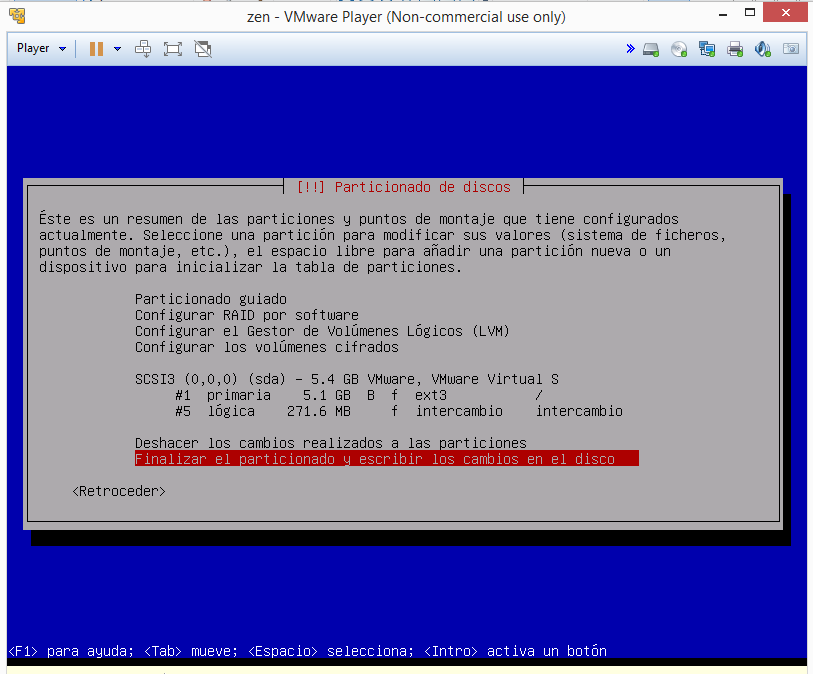 zen - VMware Player (Non-commercial use only)
Player
[!!] Particionado de discos
Éste es un resumen de las particiones y puntos de montaje que tiene configurados
actualmente. Seleccione una partición para modificar sus valores (sistema de ficheros,
puntos de montaje, etc.), el espacio libre para añadir una partición nueva o un
dispositivo para inicializar la tabla de particiones.
Particionado guiado
Configurar RAID por software
Configurar el Gestor de Volúmenes Lógicos (LVM)
Configurar los volúmenes cifrados
SCSI3 (0,0,0) (sda) - 5.4 GB VMware, VMware Virtual S
#1 primaria 5.1 GB B f ext3 /
#5 lógica 271.6 MB f intercambio intercambio
Deshacer los cambios realizados a las particiones
Finalizar el particionado y escribir los cambios en el disco
<Retroceder>
<F1> para ayuda; <Tab> mueve; <Espacio> selecciona; <Intro> activa un botón